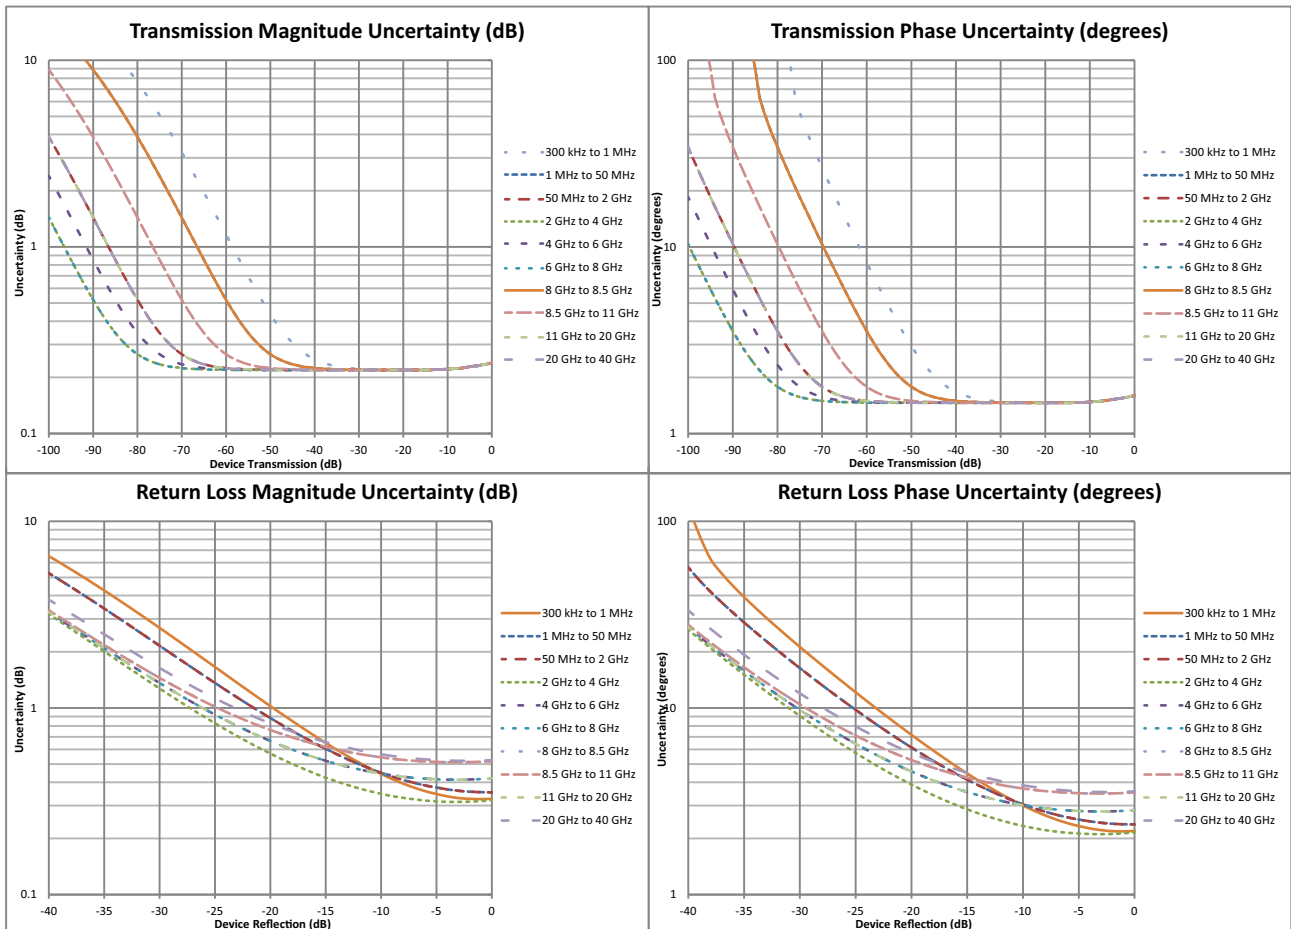 Transmission Magnitude Uncertainty (dB)
10
1
0.1
Uncertainty (dB)
-100 -90 -80 -70 -60 -50 -40 -30 -20 -10 0
Device Transmission (dB)
300 kHz to 1 MHz
1 MHz to 50 MHz
50 MHz to 2 GHz
2 GHz to 4 GHz
4 GHz to 6 GHz
6 GHz to 8 GHz
8 GHz to 8.5 GHz
8.5 GHz to 11 GHz
11 GHz to 20 GHz
20 GHz to 40 GHz
Transmission Phase Uncertainty (degrees)
100
10
1
Uncertainty (degrees)
-100 -90 -80 -70 -60 -50 -40 -30 -20 -10 0
Device Transmission (dB)
300 kHz to 1 MHz
1 MHz to 50 MHz
50 MHz to 2 GHz
2 GHz to 4 GHz
4 GHz to 6 GHz
6 GHz to 8 GHz
8 GHz to 8.5 GHz
8.5 GHz to 11 GHz
11 GHz to 20 GHz
20 GHz to 40 GHz
Return Loss Magnitude Uncertainty (dB)
10
1
0.1
Uncertainty (dB)
-40 -35 -30 -25 -20 -15 -10 -5 0
Device Reflection (dB)
300 kHz to 1 MHz
1 MHz to 50 MHz
50 MHz to 2 GHz
2 GHz to 4 GHz
4 GHz to 6 GHz
6 GHz to 8 GHz
8 GHz to 8.5 GHz
8.5 GHz to 11 GHz
11 GHz to 20 GHz
20 GHz to 40 GHz
Return Loss Phase Uncertainty (degrees)
100
10
1
Uncertainty (degrees)
-40 -35 -30 -25 -20 -15 -10 -5 0
Device Reflection (dB)
300 kHz to 1 MHz
1 MHz to 50 MHz
50 MHz to 2 GHz
2 GHz to 4 GHz
4 GHz to 6 GHz
6 GHz to 8 GHz
8 GHz to 8.5 GHz
8.5 GHz to 11 GHz
11 GHz to 20 GHz
20 GHz to 40 GHz